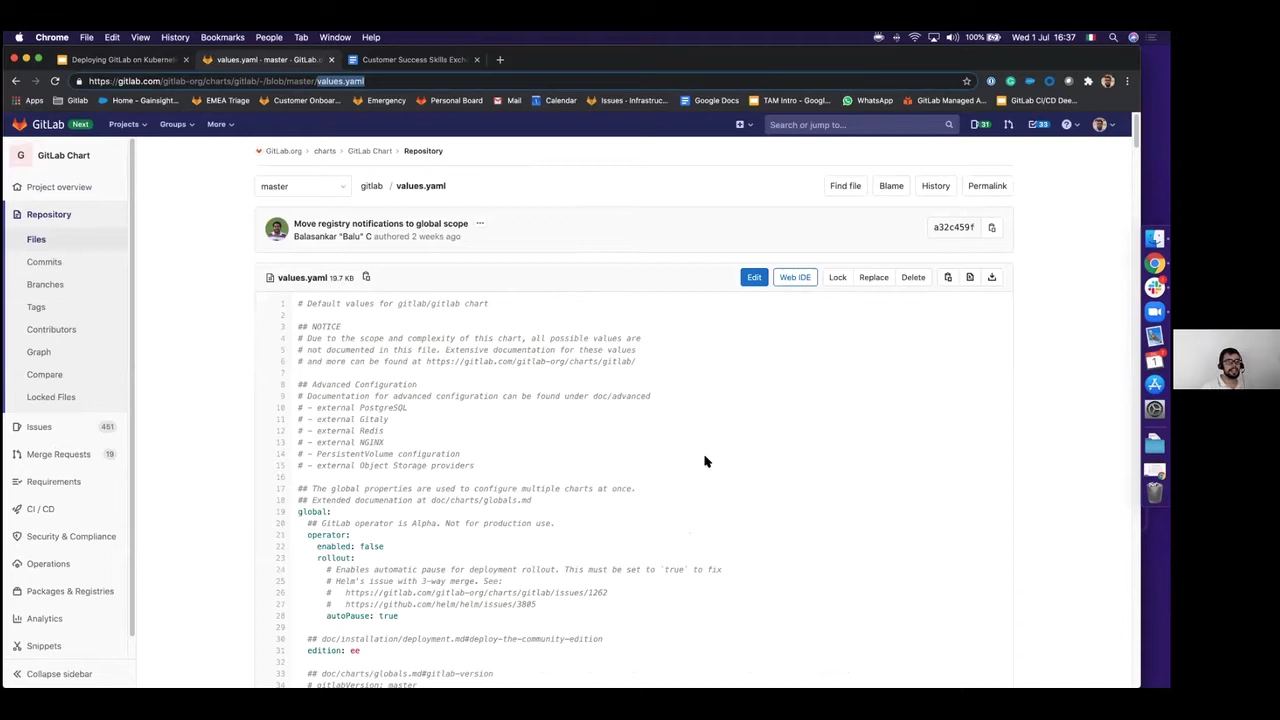 Chrome File Edit View History Bookmarks People Tab Window Help 100% Wed 1 Jul 16:37
Deploying GitLab on Kubern values.yaml · master · GitLab.o Customer Success Skills Exch
https://gitlab.com/gitlab-org/charts/gitlab/-/blob/master/values.yaml
Apps Gitlab Home - Gainsight... EMEA Triage Customer Onboar... Emergency Personal Board Mail Calendar Issues · Infrastruc... Google Docs TAM Intro - Googl... WhatsApp GitLab Managed A... GitLab CI/CD Dee...
GitLab Next Projects Groups More Search or jump to... 31 33
G GitLab Chart
Project overview
Repository
Files
Commits
Branches
Tags
Contributors
Graph
Compare
Locked Files
Issues 451
Merge Requests 19
Requirements
CI / CD
Security & Compliance
Operations
Packages & Registries
Analytics
Snippets
Collapse sidebar
GitLab.org > charts > GitLab Chart > Repository
master gitlab / values.yaml Find file Blame History Permalink
Move registry notifications to global scope ...
Balasankar "Balu" C authored 2 weeks ago
a32c459f
values.yaml 19.7 KB Edit Web IDE Lock Replace Delete
1 # Default values for gitlab/gitlab chart
2
3 ## NOTICE
4 # Due to the scope and complexity of this chart, all possible values are
5 # not documented in this file. Extensive documentation for these values
6 # and more can be found at https://gitlab.com/gitlab-org/charts/gitlab/
7
8 ## Advanced Configuration
9 # Documentation for advanced configuration can be found under doc/advanced
10 # - external PostgreSQL
11 # - external Gitaly
12 # - external Redis
13 # - external NGINX
14 # - PersistentVolume configuration
15 # - external Object Storage providers
16
17 ## The global properties are used to configure multiple charts at once.
18 ## Extended documenation at doc/charts/globals.md
19 global:
20 ## GitLab operator is Alpha. Not for production use.
21 operator:
22 enabled: false
23 rollout:
24 # Enables automatic pause for deployment rollout. This must be set to `true` to fix
25 # Helm's issue with 3-way merge. See:
26 # https://gitlab.com/gitlab-org/charts/gitlab/issues/1262
27 # https://github.com/helm/helm/issues/3805
28 autoPause: true
29
30 ## doc/installation/deployment.md#deploy-the-community-edition
31 edition: ee
32
33 ## doc/charts/globals.md#gitlab-version
34 # gitlabVersion: master